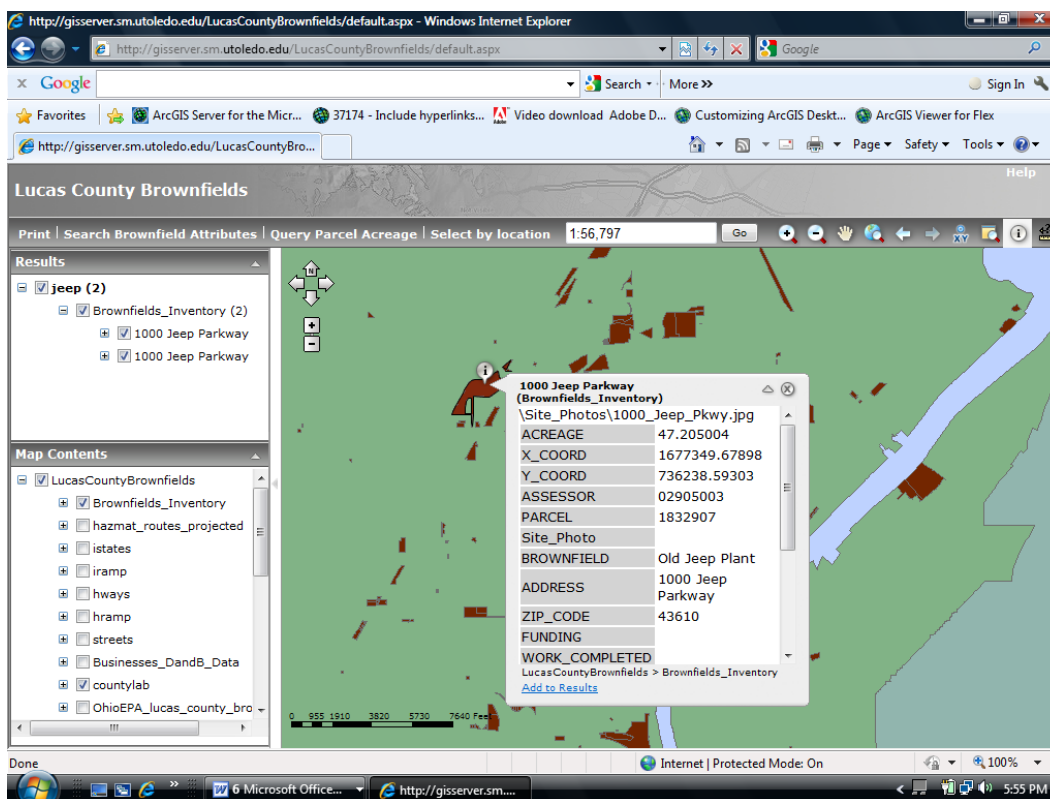 http://gisserver.sm.utoledo.edu/LucasCountyBrownfields/default.aspx - Windows Internet Explorer
http://gisserver.sm.utoledo.edu/LucasCountyBrownfields/default.aspx
Google
x Google Search More >> Sign In
Favorites ArcGIS Server for the Micr... 37174 - Include hyperlinks... Video download Adobe D... Customizing ArcGIS Deskt... ArcGIS Viewer for Flex
http://gisserver.sm.utoledo.edu/LucasCountyBro... Page Safety Tools
Help
Lucas County Brownfields
Print | Search Brownfield Attributes | Query Parcel Acreage | Select by location 1:56,797 Go
Results
jeep (2)
Brownfields_Inventory (2)
1000 Jeep Parkway
1000 Jeep Parkway
Map Contents
LucasCountyBrownfields
Brownfields_Inventory
hazmat_routes_projected
istates
iramp
hways
hramp
streets
Businesses_DandB_Data
countylab
OhioEPA_lucas_county_bro
N
1000 Jeep Parkway
(Brownfields_Inventory)
\Site_Photos\1000_Jeep_Pkwy.jpg
ACREAGE 47.205004
X_COORD 1677349.67898
Y_COORD 736238.59303
ASSESSOR 02905003
PARCEL 1832907
Site_Photo
BROWNFIELD Old Jeep Plant
ADDRESS 1000 Jeep
Parkway
ZIP_CODE 43610
FUNDING
WORK_COMPLETED
LucasCountyBrownfields > Brownfields_Inventory
Add to Results
0 955 1910 3820 5730 7640 Feet
Done Internet | Protected Mode: On 100%
6 Microsoft Office... http://gisserver.sm.... 5:55 PM